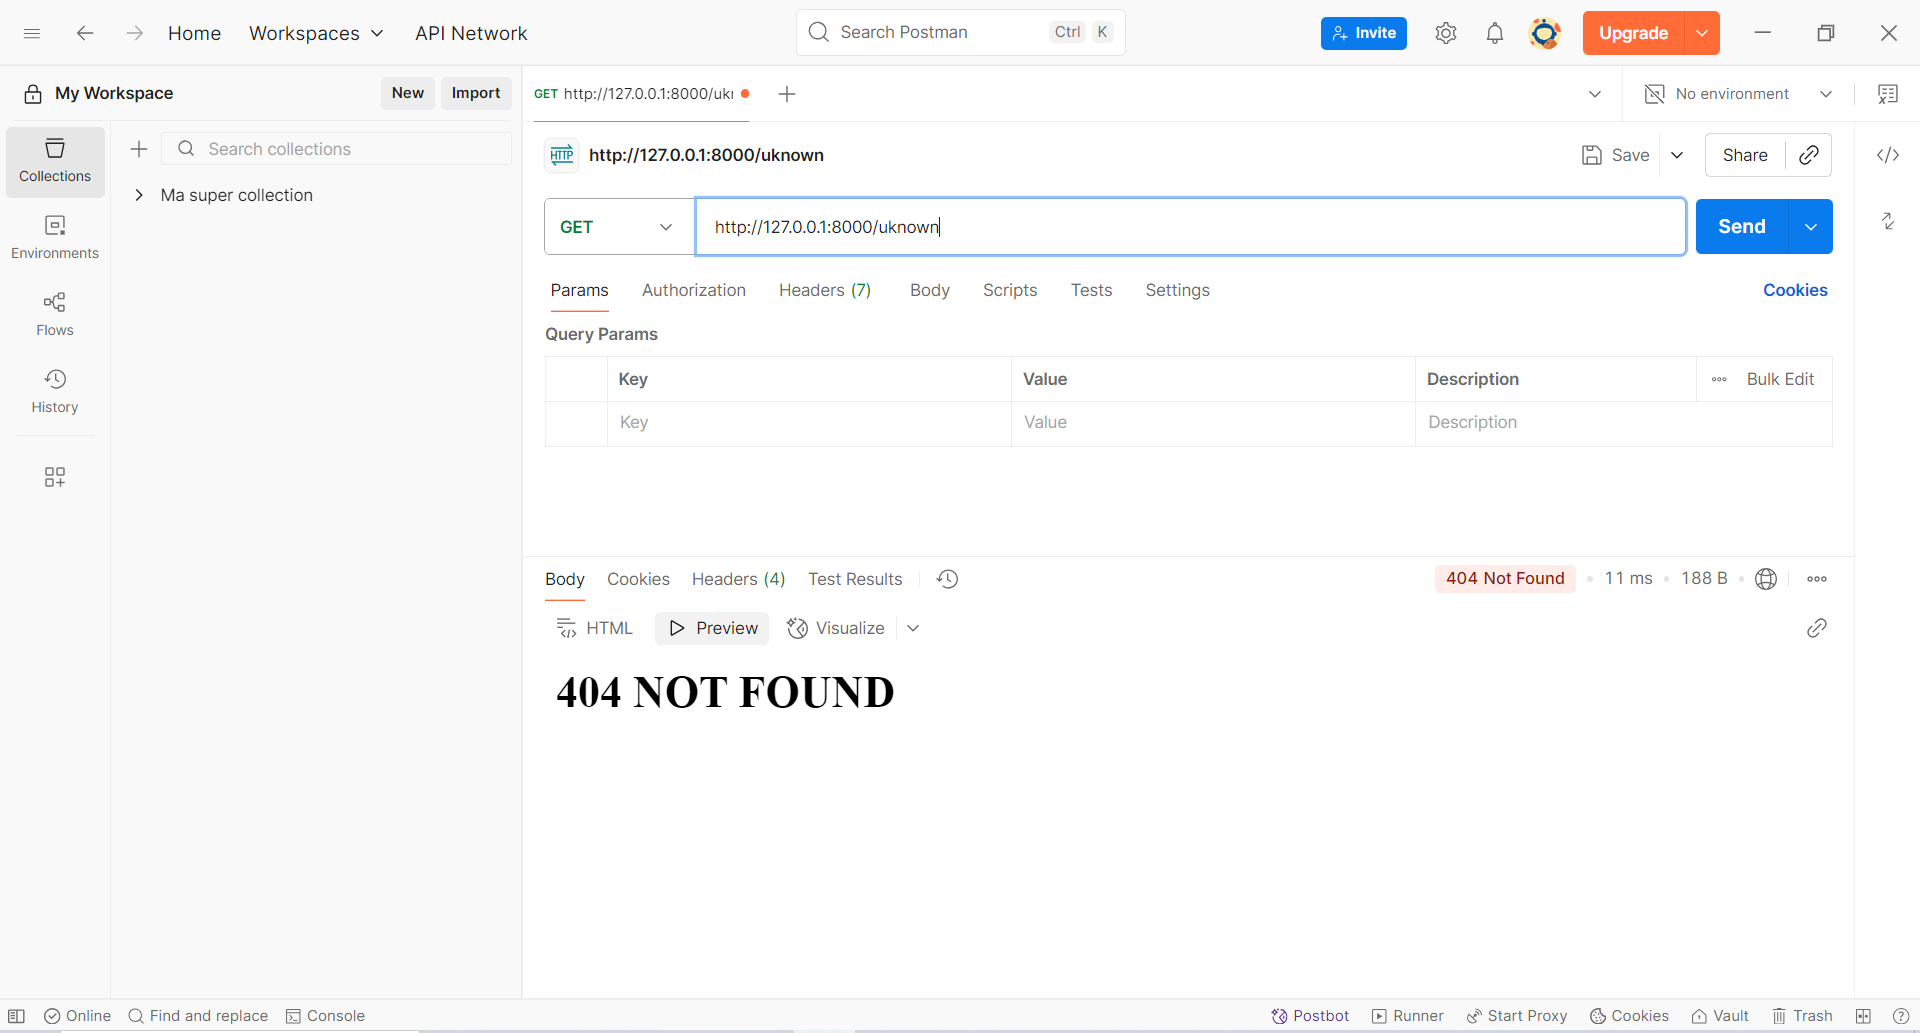 Home Workspaces API Network Search Postman Ctrl K Invite Upgrade
My Workspace New Import
GET http://127.0.0.1:8000/ukr No environment
Collections
Search collections
Ma super collection
Environments
Flows
History
HTTP http://127.0.0.1:8000/uknown Save Share
GET http://127.0.0.1:8000/uknown Send
Params Authorization Headers (7) Body Scripts Tests Settings Cookies
Query Params
Key Value Description Bulk Edit
Key Value Description
Body Cookies Headers (4) Test Results 404 Not Found 11 ms 188 B
HTML Preview Visualize
404 NOT FOUND
Online Find and replace Console Postbot Runner Start Proxy Cookies Vault Trash